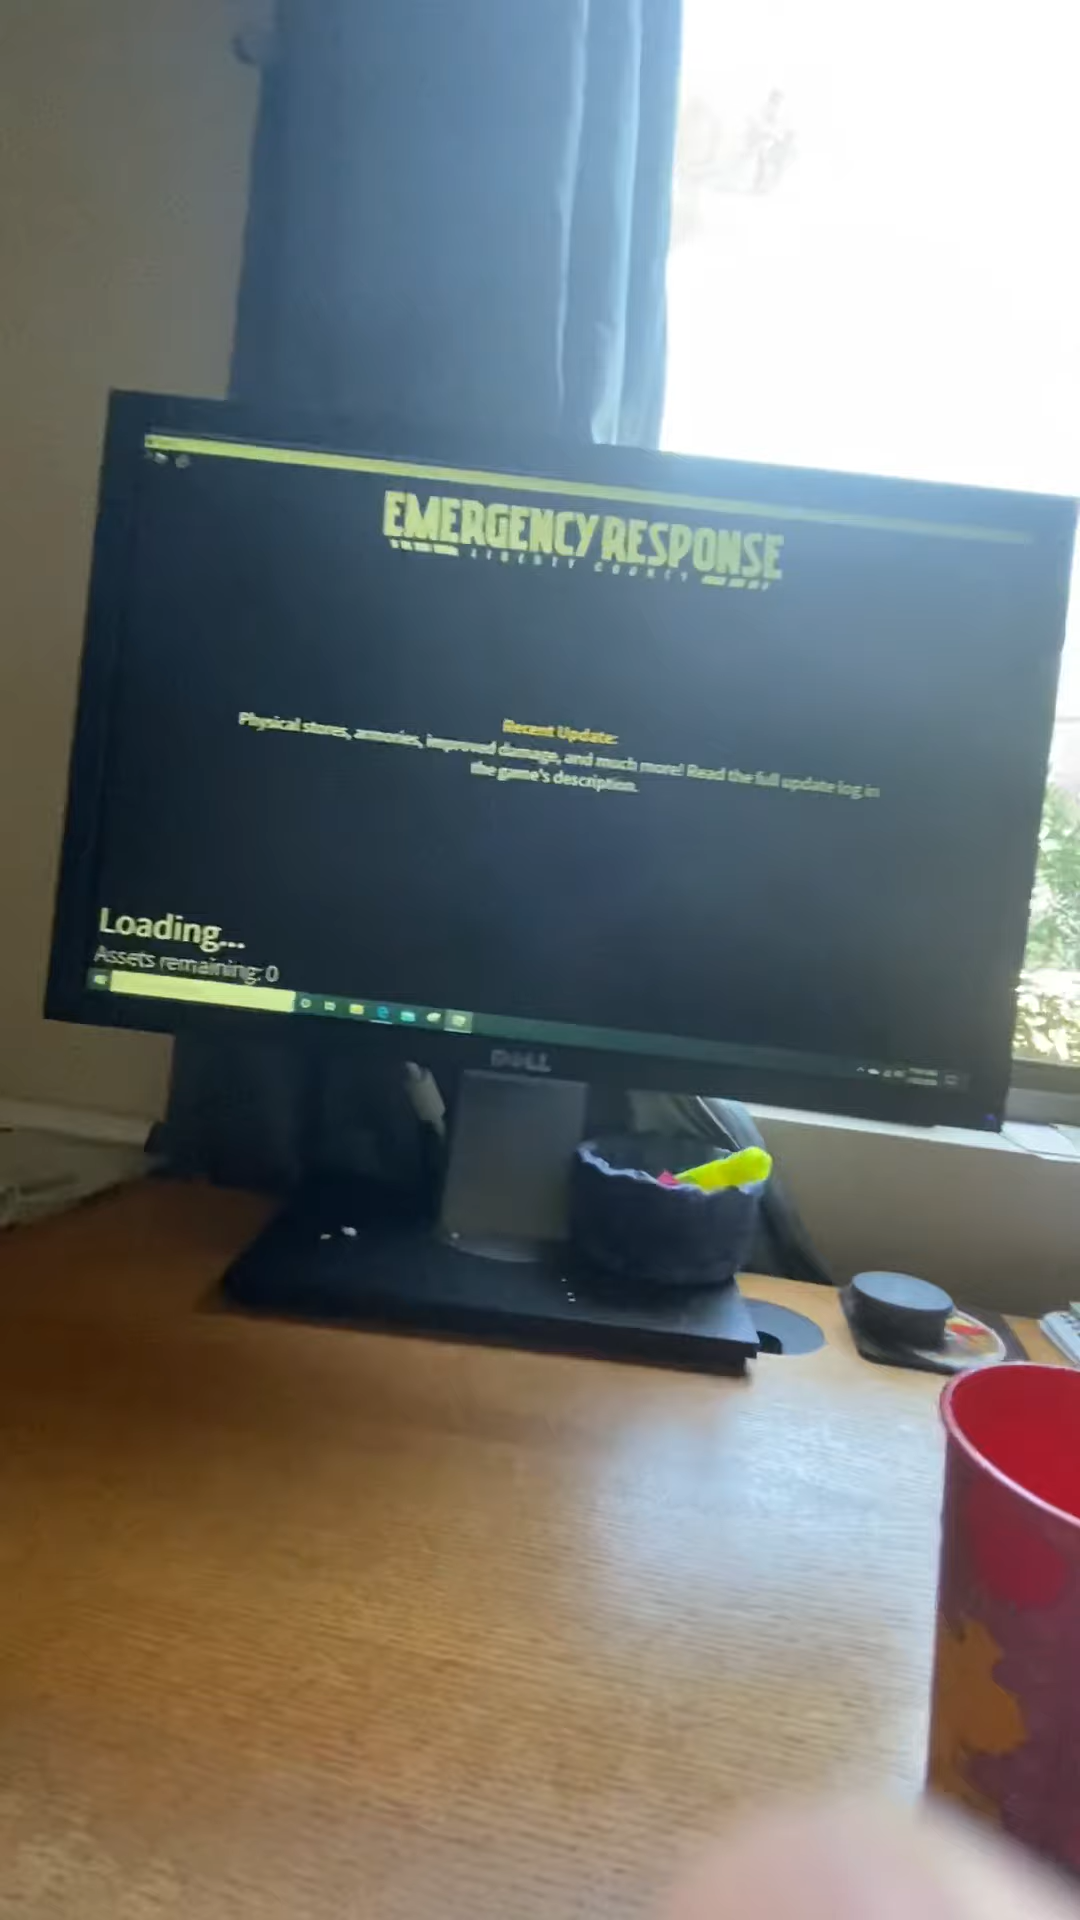 EMERGENCY RESPONSE
LIBERTY COUNTY
Recent Update:
Physical stores, armories, improved damage, and much more! Read the full update log in
the game's description.
Loading...
Assets remaining: 0
DELL